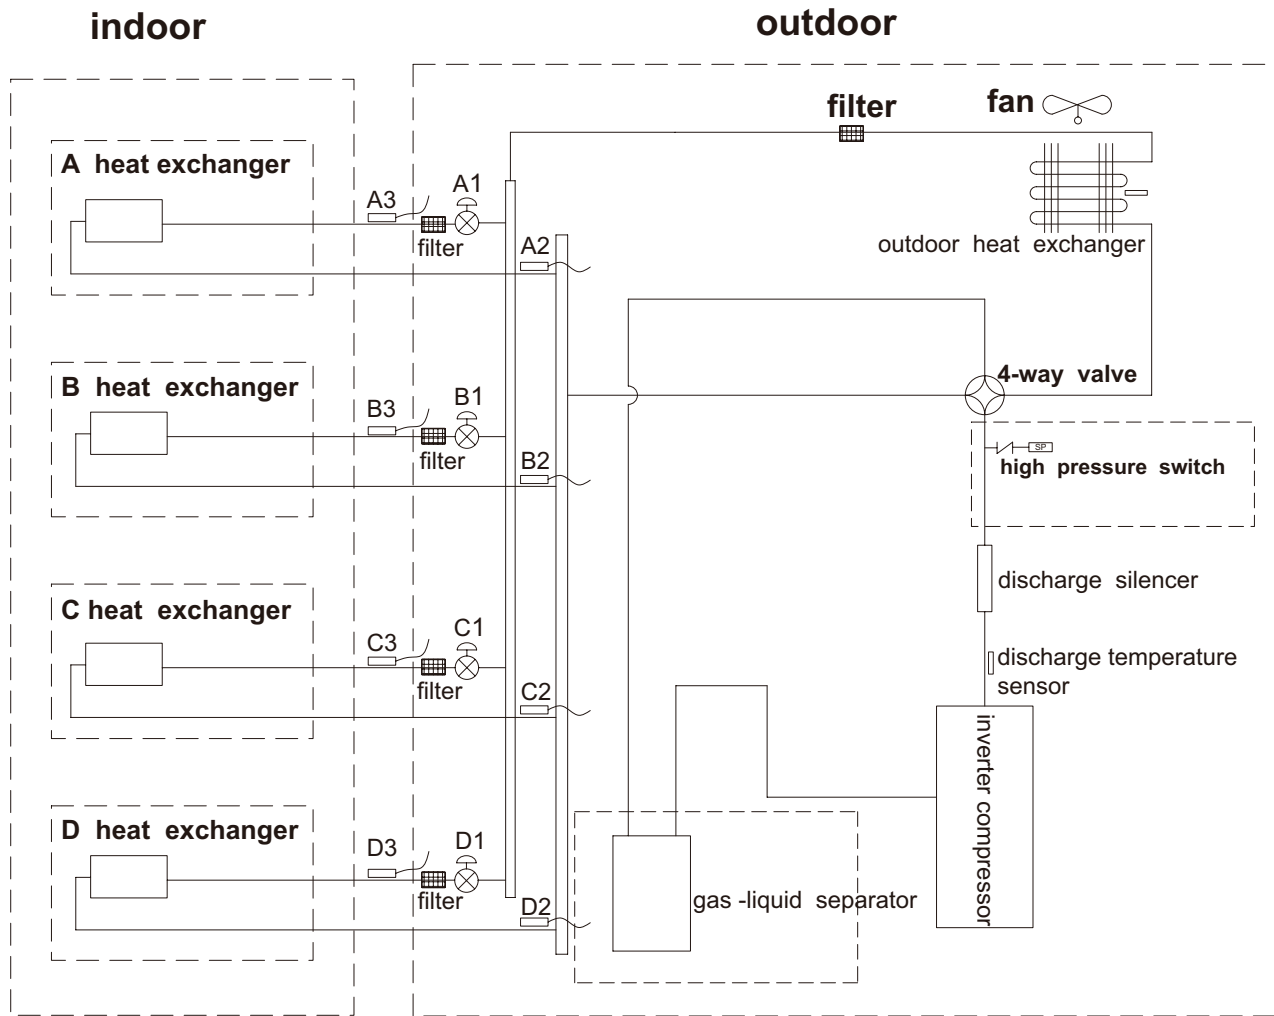 indoor
outdoor
filter
fan
A heat exchanger
A3
A1
filter
A2
outdoor heat exchanger
4-way valve
B heat exchanger
B3
B1
filter
B2
SP
high pressure switch
discharge silencer
C heat exchanger
C3
C1
filter
C2
discharge temperature
sensor
inverter compressor
D heat exchanger
D3
D1
filter
D2
gas -liquid separator